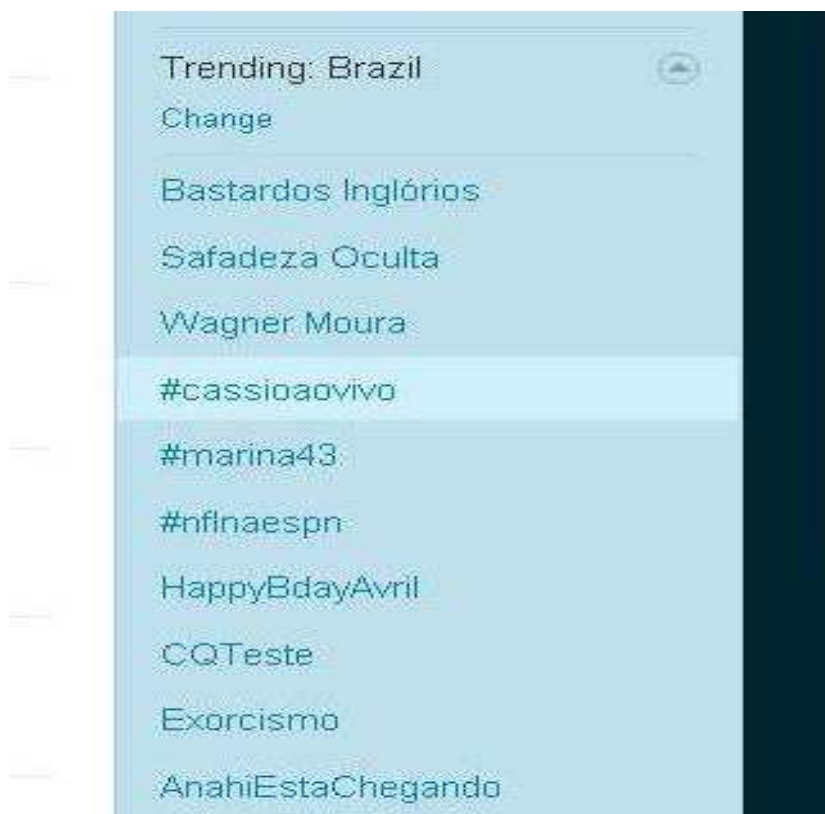 Trending: Brazil
Change
Bastardos Inglórios
Safadeza Oculta
Wagner Moura
#cassioaovivo
#marina43
#nflnaespn
HappyBdayAvril
CQTeste
Exorcismo
AnahiEstaChegando